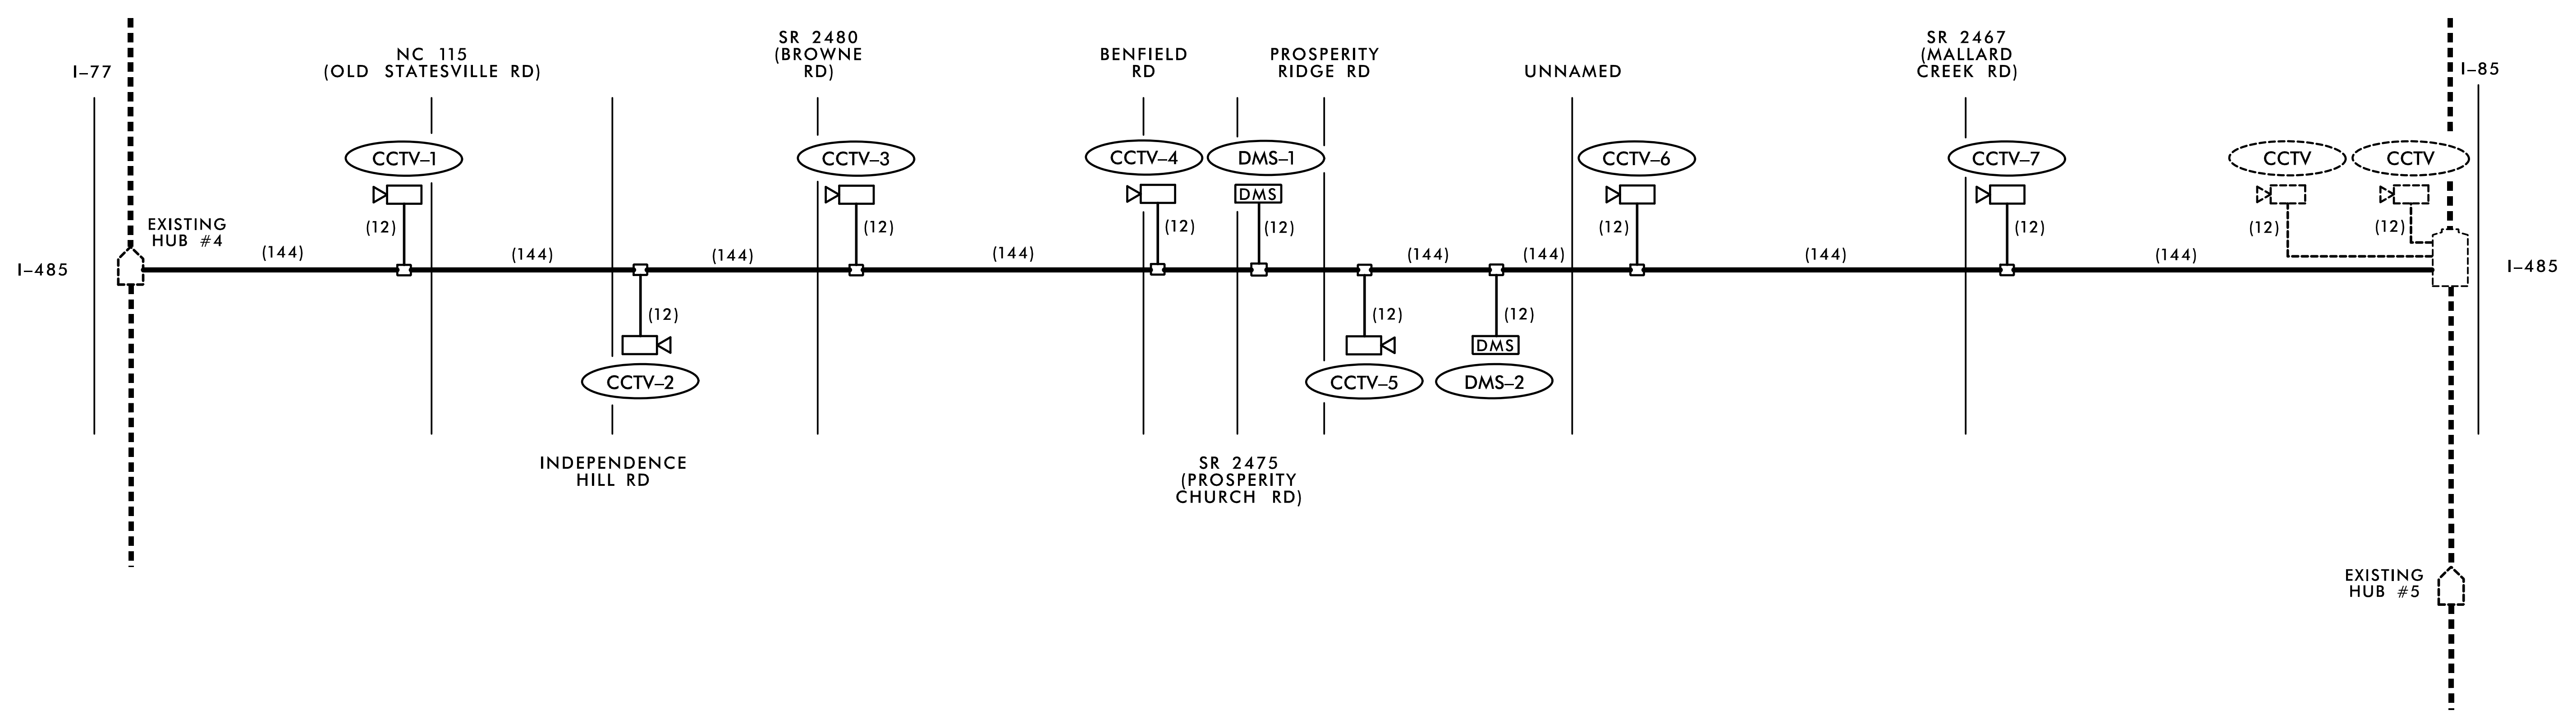 SR 2480
(BROWNE
RD)
SR 2467
(MALLARD
CREEK RD)
NC 115
(OLD STATESVILLE RD)
BENFIELD
RD
PROSPERITY
RIDGE RD
I–77
UNNAMED
I–85
CCTV–1
CCTV–3
CCTV–4
DMS–1
CCTV–6
CCTV–7
CCTV
CCTV
DMS
EXISTING
HUB #4
(12)
(12)
(12)
(12)
(12)
(12)
(12)
(12)
(144)
(144)
(144)
(144)
(144)
(144)
(144)
(144)
I–485
I–485
(12)
(12)
(12)
DMS
CCTV–2
CCTV–5
DMS–2
INDEPENDENCE
HILL RD
SR 2475
(PROSPERITY
CHURCH RD)
EXISTING
HUB #5